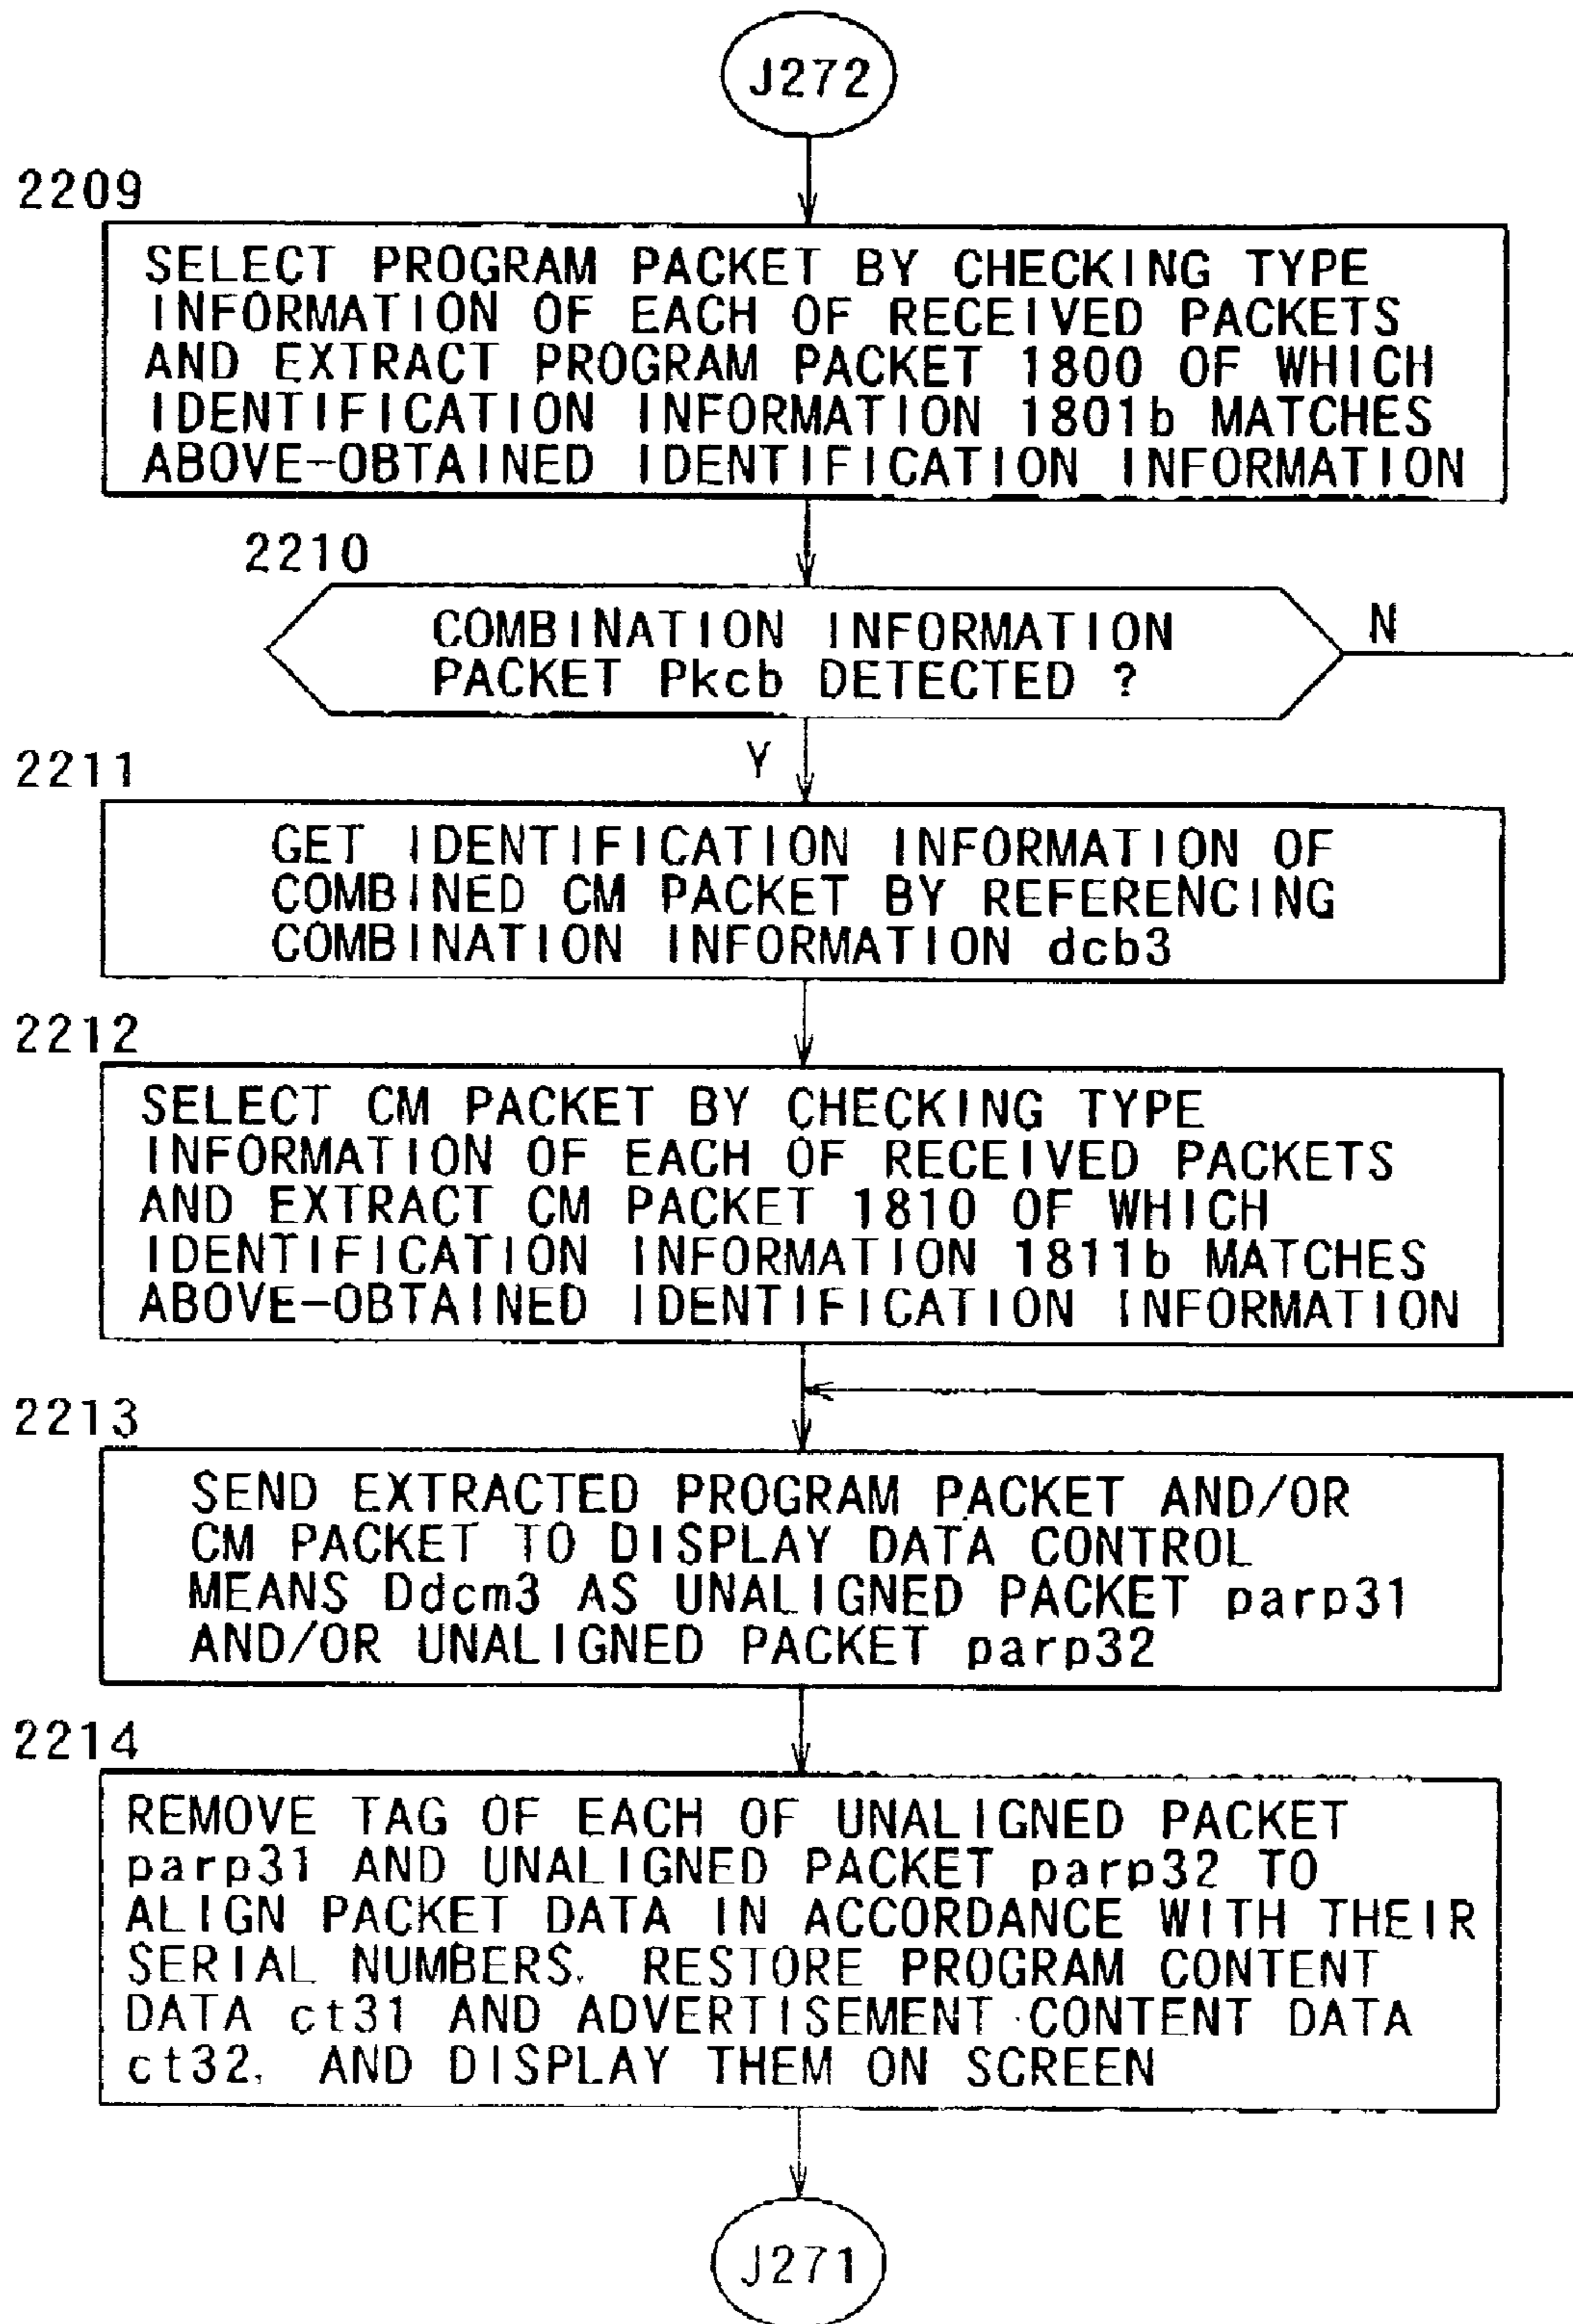 J272
2209
SELECT PROGRAM PACKET BY CHECKING TYPE
INFORMATION OF EACH OF RECEIVED PACKETS
AND EXTRACT PROGRAM PACKET 1800 OF WHICH
IDENTIFICATION INFORMATION 1801b MATCHES
ABOVE-OBTAINED IDENTIFICATION INFORMATION
2210
COMBINATION INFORMATION
PACKET Pkcb DETECTED ?
N
Y
2211
GET IDENTIFICATION INFORMATION OF
COMBINED CM PACKET BY REFERENCING
COMBINATION INFORMATION dcb3
2212
SELECT CM PACKET BY CHECKING TYPE
INFORMATION OF EACH OF RECEIVED PACKETS
AND EXTRACT CM PACKET 1810 OF WHICH
IDENTIFICATION INFORMATION 1811b MATCHES
ABOVE-OBTAINED IDENTIFICATION INFORMATION
2213
SEND EXTRACTED PROGRAM PACKET AND/OR
CM PACKET TO DISPLAY DATA CONTROL
MEANS Ddcm3 AS UNALIGNED PACKET parp31
AND/OR UNALIGNED PACKET parp32
2214
REMOVE TAG OF EACH OF UNALIGNED PACKET
parp31 AND UNALIGNED PACKET parp32 TO
ALIGN PACKET DATA IN ACCORDANCE WITH THEIR
SERIAL NUMBERS, RESTORE PROGRAM CONTENT
DATA ct31 AND ADVERTISEMENT CONTENT DATA
ct32, AND DISPLAY THEM ON SCREEN
J271